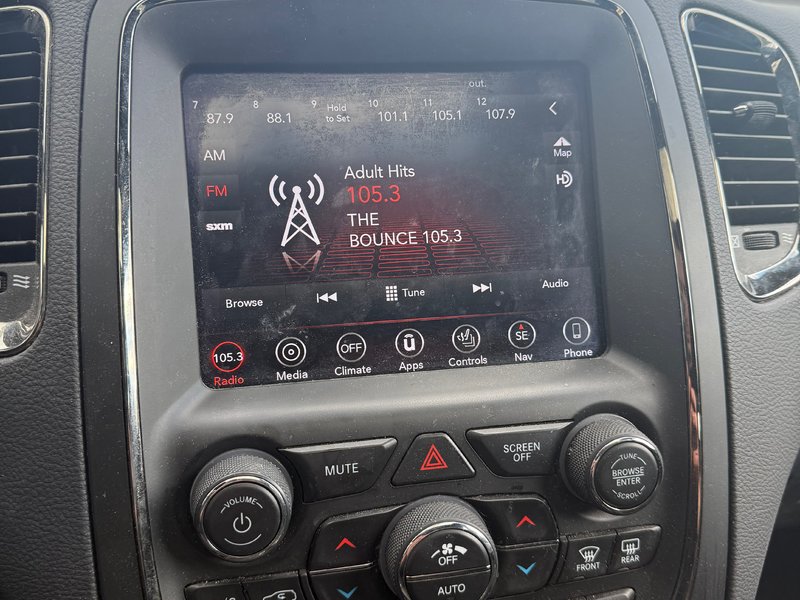 out.
7 8 9 Hold 10 11 12
87.9 88.1 to Set 101.1 105.1 107.9
AM
Map
Adult Hits
FM
105.3
HD
THE
sxm
BOUNCE 105.3
Browse
Tune
Audio
105.3
OFF
SE
Radio
Media
Climate
Apps
Controls
Nav
Phone
MUTE
SCREEN
OFF
VOLUME
TUNE
BROWSE
ENTER
SCROLL
OFF
AUTO
FRONT
REAR